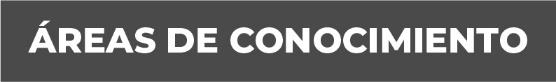 ÁREAS DE CONOCIMIENTO